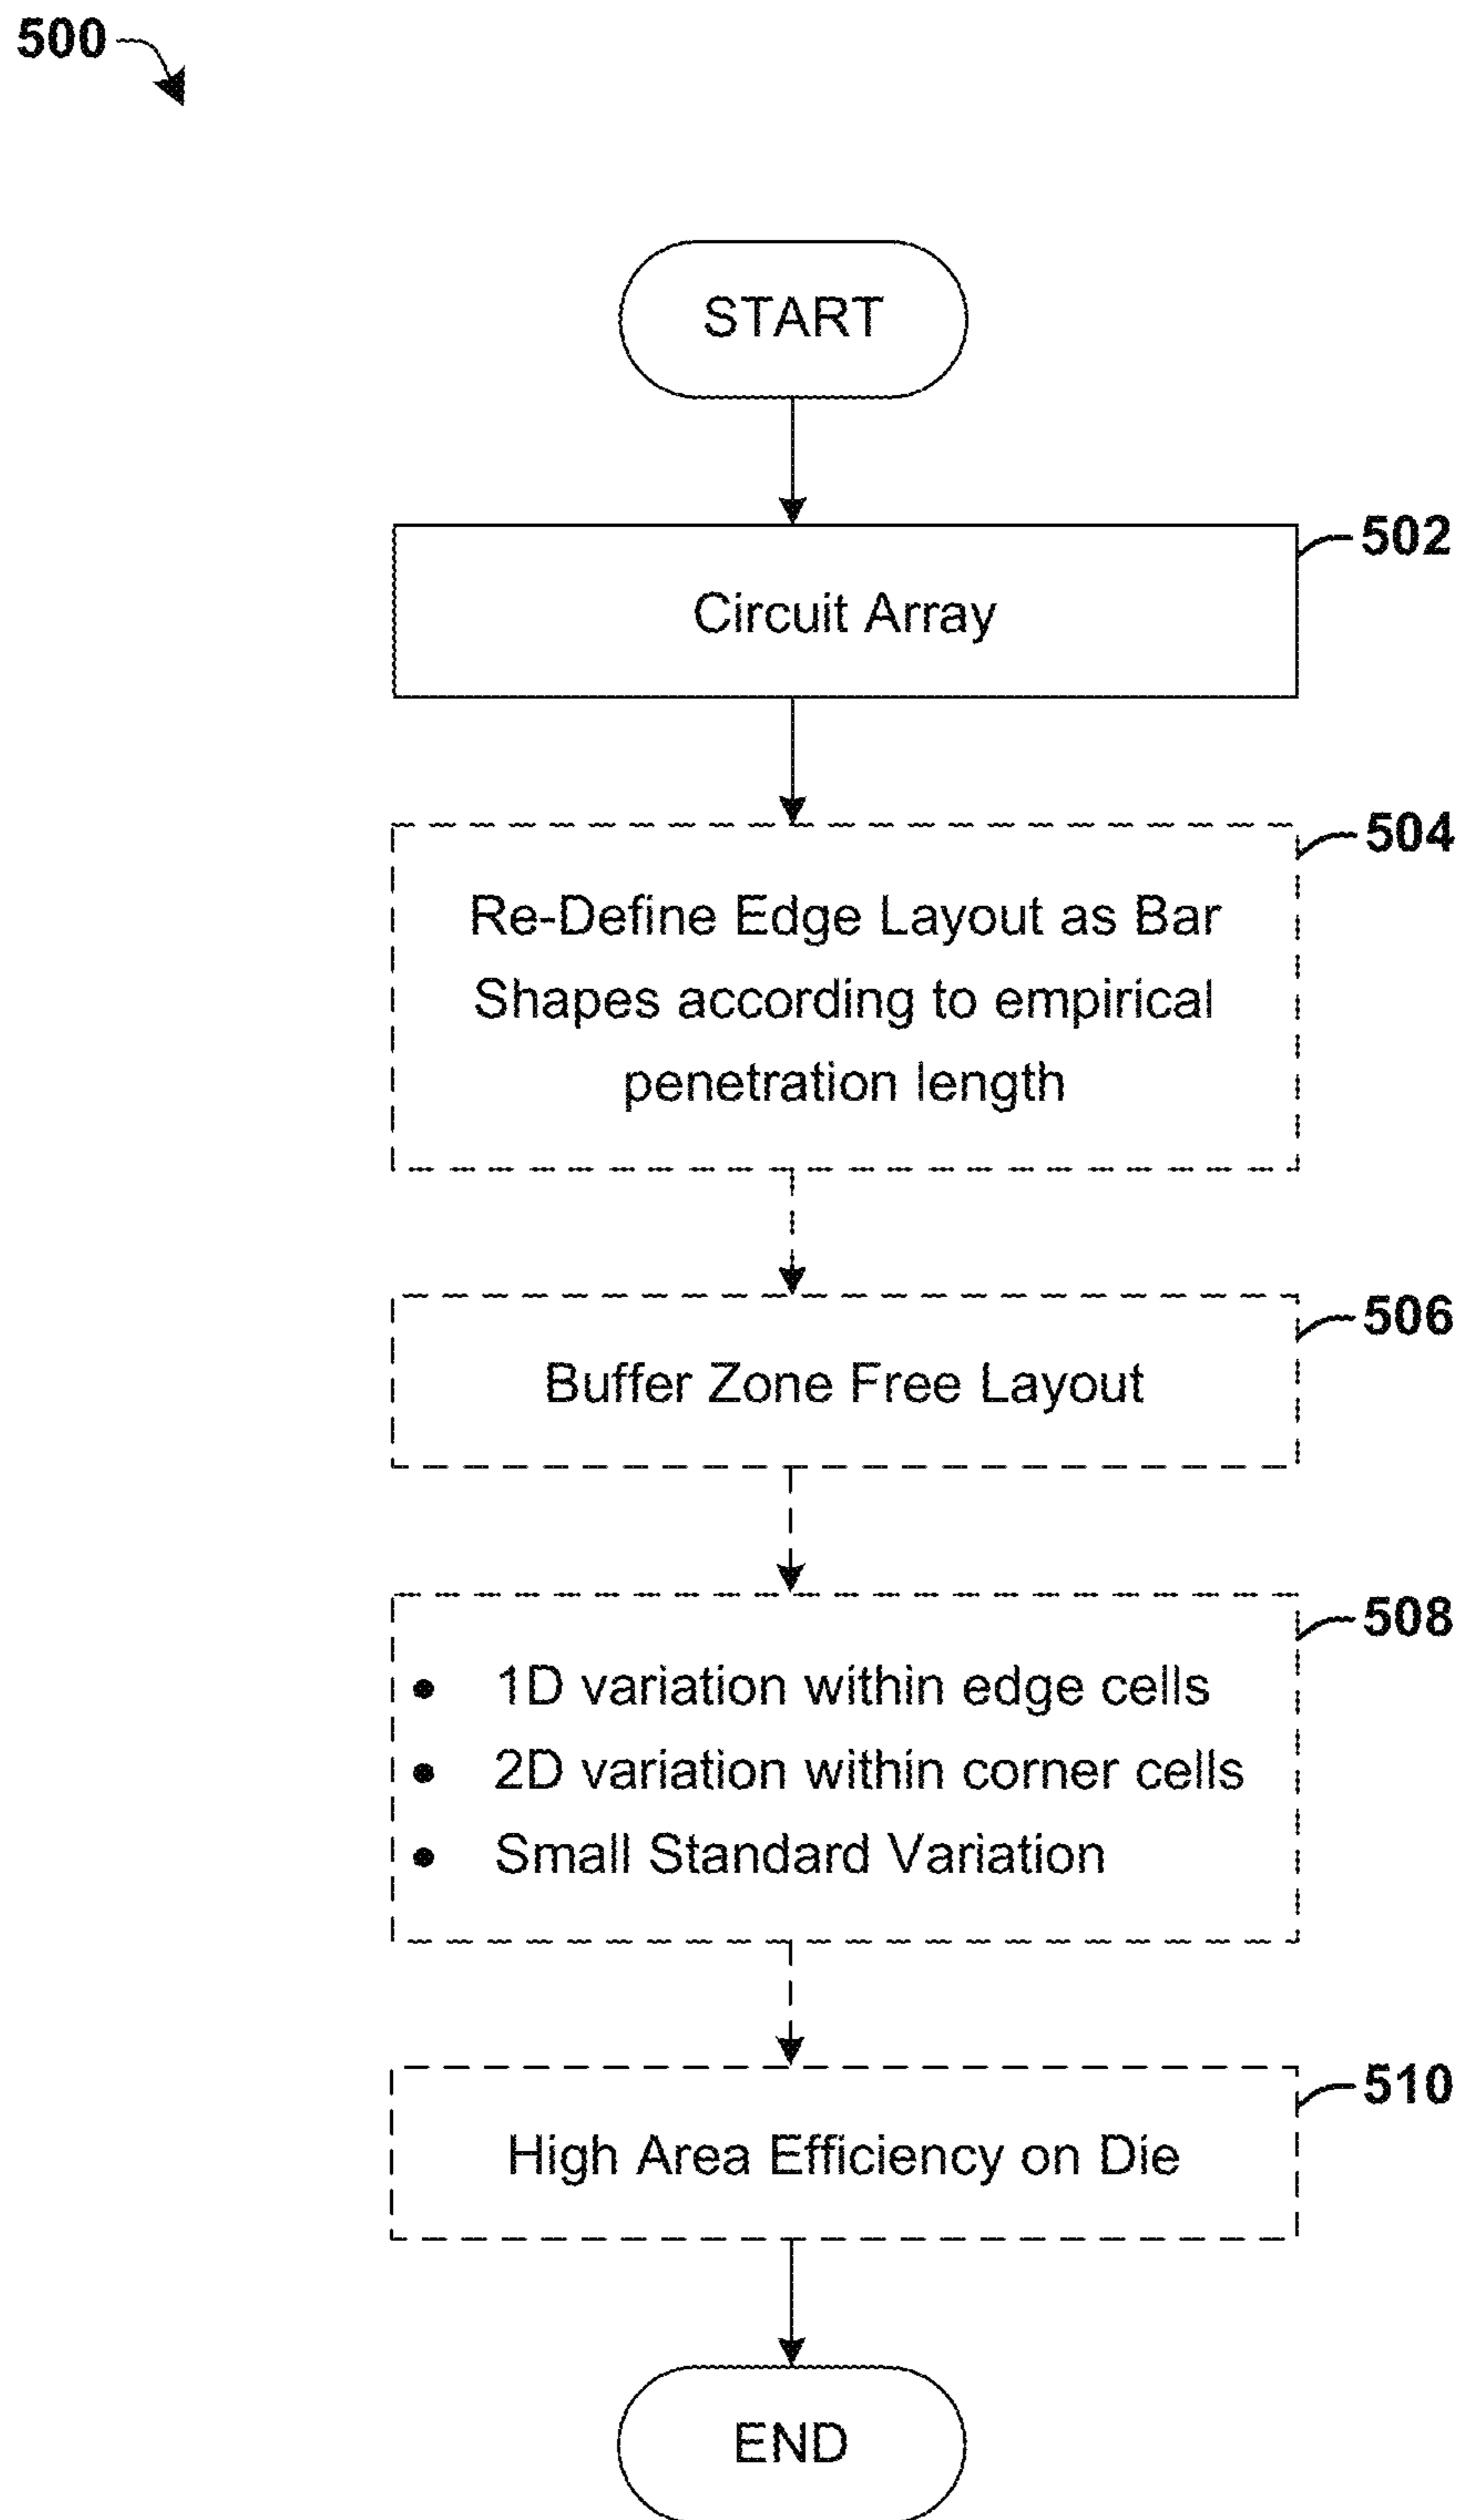 500
START
502
Circuit Array
504
Re-Define Edge Layout as Bar
Shapes according to empirical
penetration length
506
Buffer Zone Free Layout
508
• 1D variation within edge cells
• 2D variation within corner cells
• Small Standard Variation
510
High Area Efficiency on Die
END